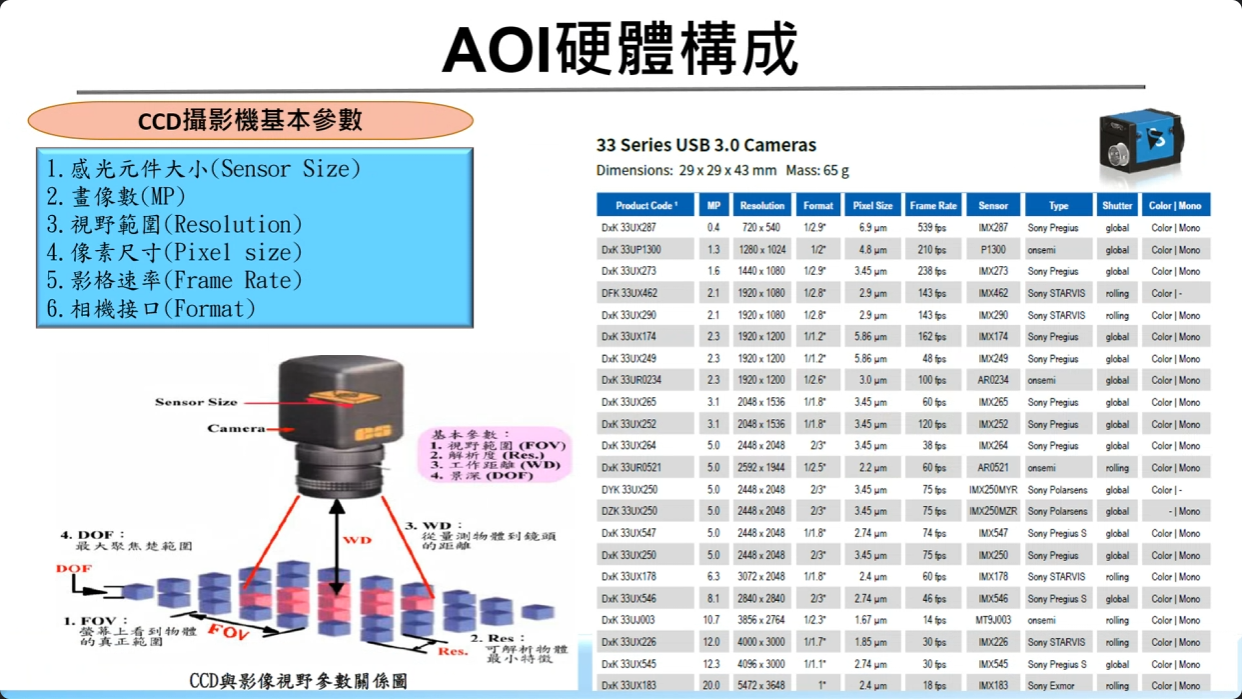 AOI硬體構成
CCD攝影機基本參數
1.感光元件大小(Sensor Size)
2.畫像數(MP)
3.視野範圍(Resolution)
4.像素尺寸(Pixel size)
5.影格速率(Frame Rate)
6.相機接口(Format)
Sensor Size
Camera
基本參數：
1. 視野範圍 (FOV)
2. 解析度 (Res.)
3. 工作距離 (WD)
4. 景深 (DOF)
4. DOF：
最大聚焦楚範圍
DOF
WD
3. WD：
從量測物體到鏡頭
的距離
1. FOV：
螢幕上看到物體
的真正範圍
FOV
2. Res：
可解析物體
最小特徵
Res.
CCD與影像視野參數關係圖
33 Series USB 3.0 Cameras
Dimensions: 29 x 29 x 43 mm Mass: 65 g
Product Code ¹ MP Resolution Format Pixel Size Frame Rate Sensor Type Shutter Color | Mono
DxK 33UX287 0.4 720 x 540 1/2.9" 6.9 µm 539 fps IMX287 Sony Pregius global Color | Mono
DxK 33UP1300 1.3 1280 x 1024 1/2" 4.8 µm 210 fps P1300 onsemi global Color | Mono
DxK 33UX273 1.6 1440 x 1080 1/2.9" 3.45 µm 238 fps IMX273 Sony Pregius global Color | Mono
DFK 33UX462 2.1 1920 x 1080 1/2.8" 2.9 µm 143 fps IMX462 Sony STARVIS rolling Color | -
DxK 33UX290 2.1 1920 x 1080 1/2.8" 2.9 µm 143 fps IMX290 Sony STARVIS rolling Color | Mono
DxK 33UX174 2.3 1920 x 1200 1/1.2" 5.86 µm 162 fps IMX174 Sony Pregius global Color | Mono
DxK 33UX249 2.3 1920 x 1200 1/1.2" 5.86 µm 48 fps IMX249 Sony Pregius global Color | Mono
DxK 33UR0234 2.3 1920 x 1200 1/2.6" 3.0 µm 100 fps AR0234 onsemi global Color | Mono
DxK 33UX265 3.1 2048 x 1536 1/1.8" 3.45 µm 60 fps IMX265 Sony Pregius global Color | Mono
DxK 33UX252 3.1 2048 x 1536 1/1.8" 3.45 µm 120 fps IMX252 Sony Pregius global Color | Mono
DxK 33UX264 5.0 2448 x 2048 2/3" 3.45 µm 38 fps IMX264 Sony Pregius global Color | Mono
DxK 33UR0521 5.0 2592 x 1944 1/2.5" 2.2 µm 60 fps AR0521 onsemi rolling Color | Mono
DYK 33UX250 5.0 2448 x 2048 2/3" 3.45 µm 75 fps IMX250MYR Sony Polarsens global Color | -
DZK 33UX250 5.0 2448 x 2048 2/3" 3.45 µm 75 fps IMX250MZR Sony Polarsens global - | Mono
DxK 33UX547 5.0 2448 x 2048 1/1.8" 2.74 µm 74 fps IMX547 Sony Pregius S global Color | Mono
DxK 33UX250 5.0 2448 x 2048 2/3" 3.45 µm 75 fps IMX250 Sony Pregius global Color | Mono
DxK 33UX178 6.3 3072 x 2048 1/1.8" 2.4 µm 60 fps IMX178 Sony STARVIS rolling Color | Mono
DxK 33UX546 8.1 2840 x 2840 2/3" 2.74 µm 46 fps IMX546 Sony Pregius S global Color | Mono
DxK 33UJ003 10.7 3856 x 2764 1/2.3" 1.67 µm 14 fps MT9J003 onsemi rolling Color | Mono
DxK 33UX226 12.0 4000 x 3000 1/1.7" 1.85 µm 30 fps IMX226 Sony STARVIS rolling Color | Mono
DxK 33UX545 12.3 4096 x 3000 1/1.1" 2.74 µm 30 fps IMX545 Sony Pregius S global Color | Mono
DxK 33UX183 20.0 5472 x 3648 1" 2.4 µm 18 fps IMX183 Sony Exmor rolling Color | Mono